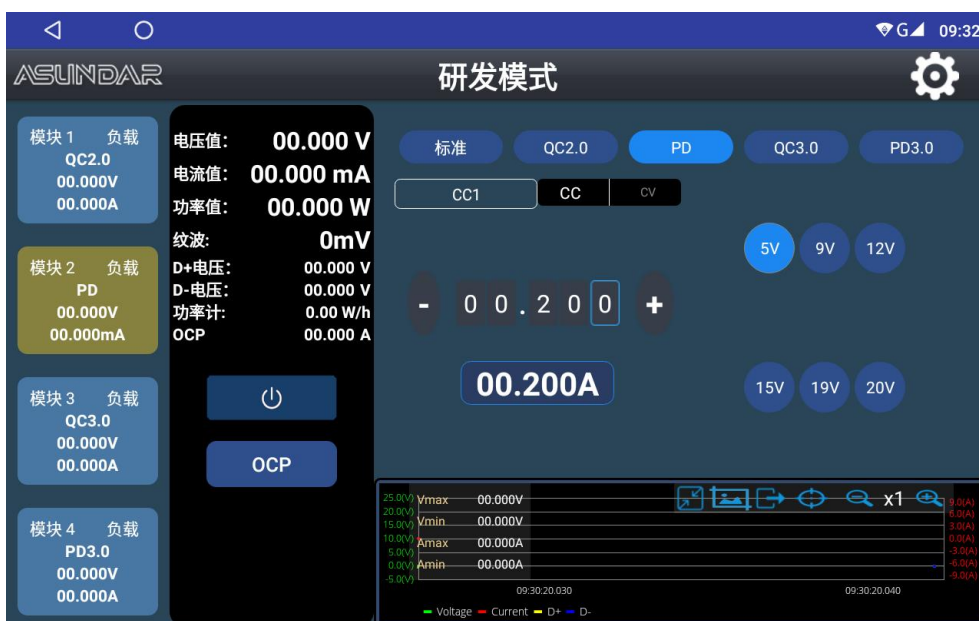 G 09:32
ASUNDAR 研发模式
模块 1 负载
QC2.0
00.000V
00.000A
模块 2 负载
PD
00.000V
00.000mA
模块 3 负载
QC3.0
00.000V
00.000A
模块 4 负载
PD3.0
00.000V
00.000A
电压值: 00.000 V
电流值: 00.000 mA
功率值: 00.000 W
纹波: 0mV
D+电压: 00.000 V
D-电压: 00.000 V
功率计: 0.00 W/h
OCP 00.000 A
OCP
标准 QC2.0 PD QC3.0 PD3.0
CC1 CC CV
5V 9V 12V
- 0 0 . 2 0 0 +
00.200A
15V 19V 20V
x1
25.0(V) Vmax 00.000V 9.0(A)
20.0(V) 6.0(A)
15.0(V) Vmin 00.000V 3.0(A)
10.0(V) Amax 00.000A 0.0(A)
5.0(V) -3.0(A)
0.0(V) Amin 00.000A -6.0(A)
-5.0(V) -9.0(A)
09:30:20.030 09:30:20.040
Voltage Current D+ D-